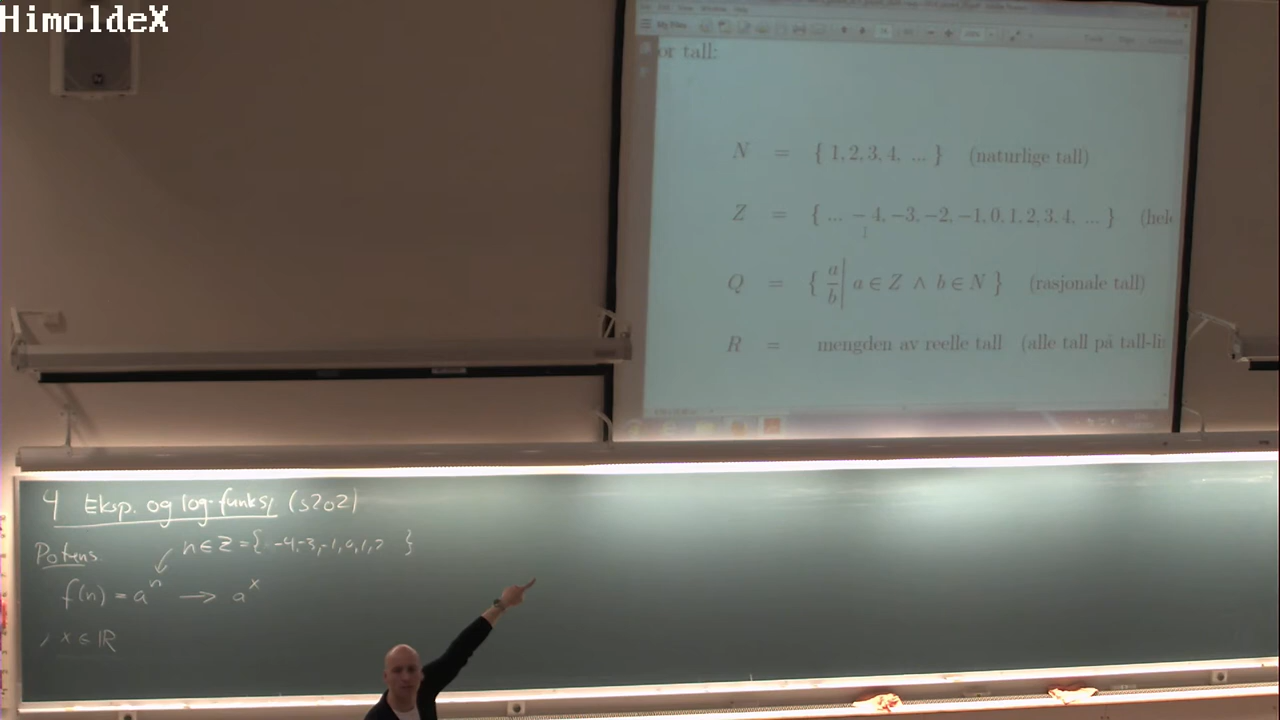 HimoldeX
or tall:
N = { 1, 2, 3, 4, ... } (naturlige tall)
Z = { ... − 4, −3, −2, −1, 0, 1, 2, 3, 4, ... } (hele
Q = { a/b | a ∈ Z ∧ b ∈ N } (rasjonale tall)
R = mengden av reelle tall (alle tall på tall-li
4 Eksp. og log-funksj (s202)
Potens.
n ∈ Z = { -4,-3,-1,0,1,2 }
f(n) = a^n → a^x
, x ∈ ℝ